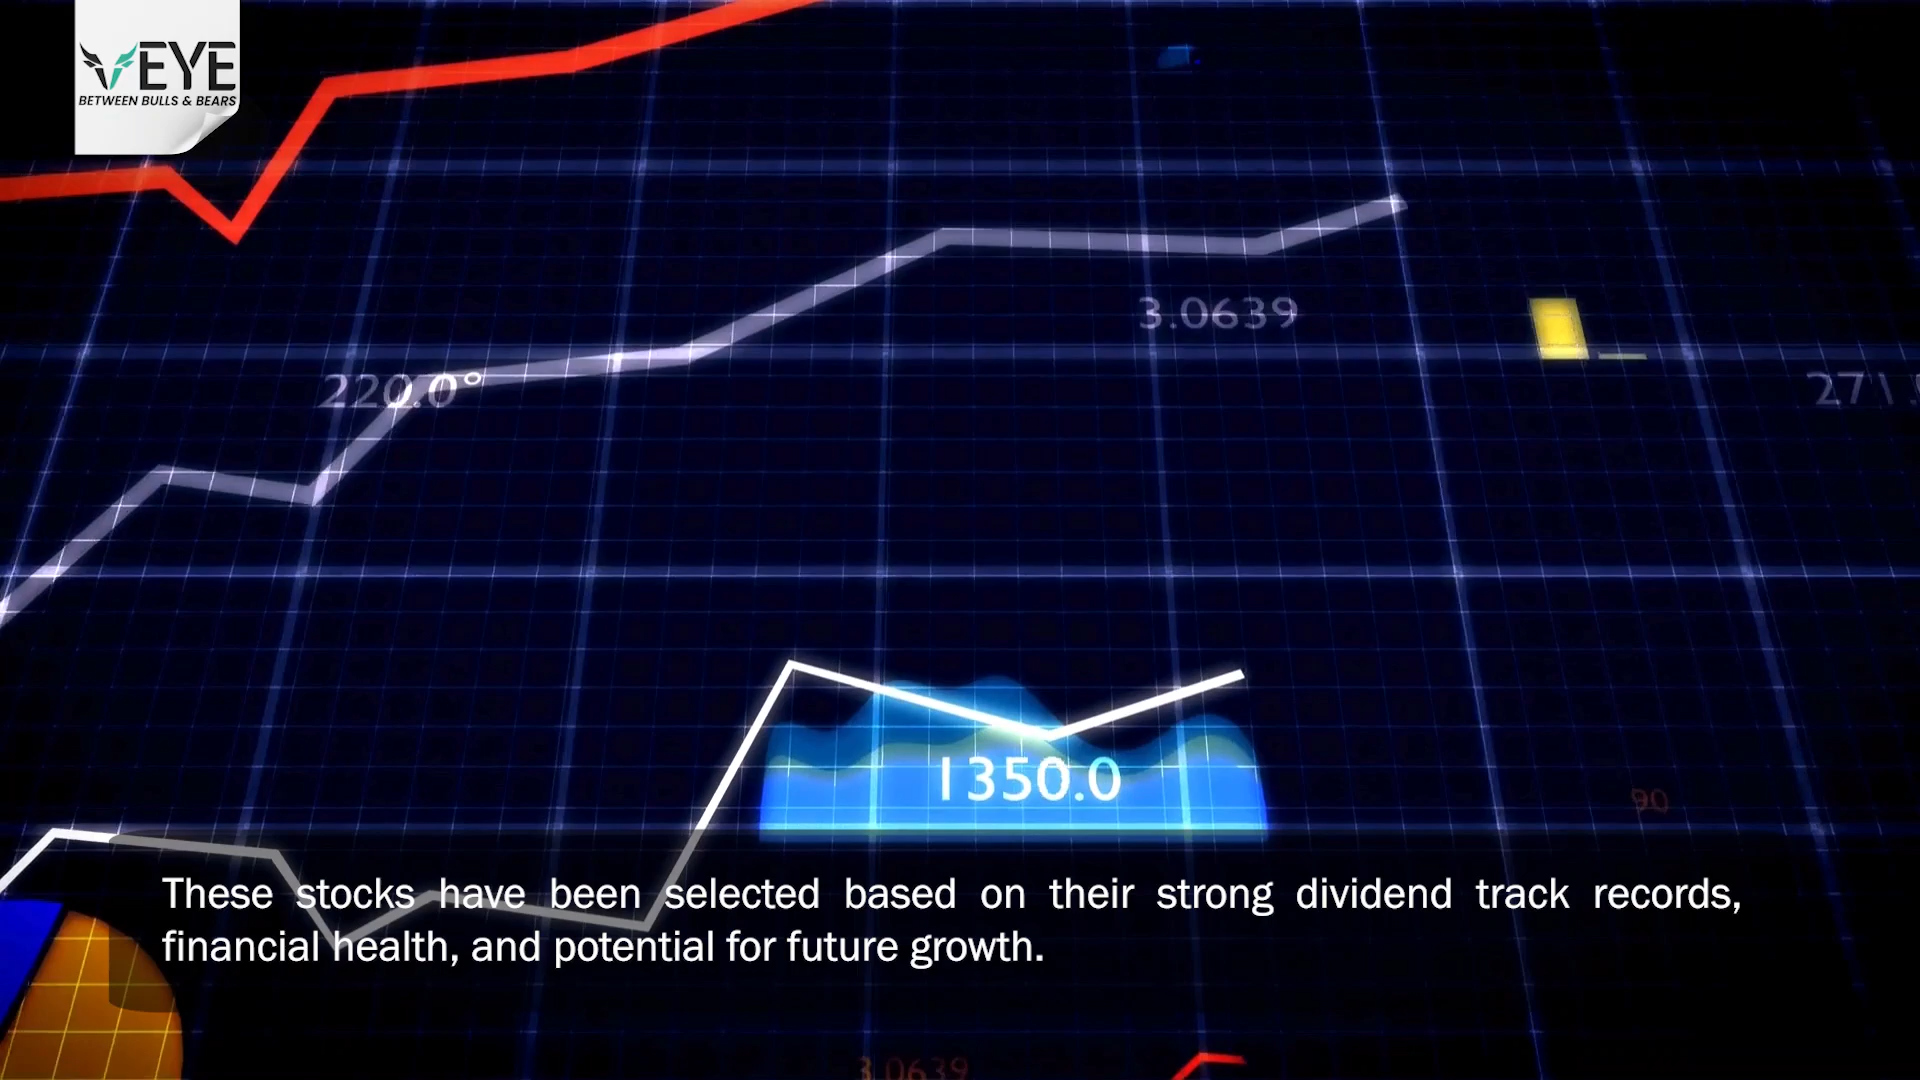 VEYE
BETWEEN BULLS & BEARS
3.0639
220.0°
1350.0
90
These stocks have been selected based on their strong dividend track records,
financial health, and potential for future growth.
3.0639